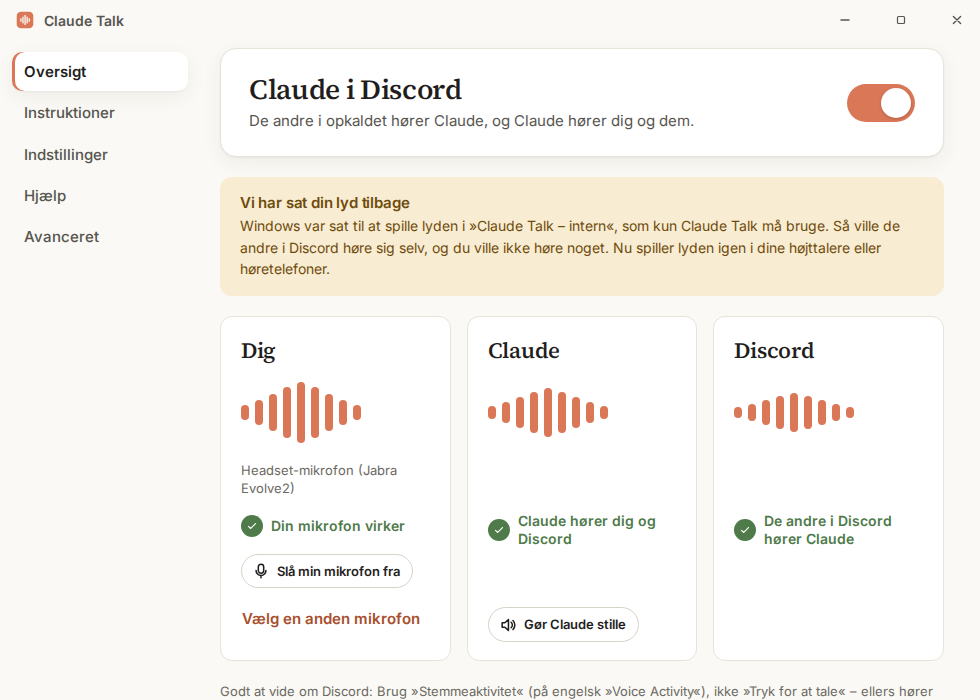 Claude Talk
Oversigt
Instruktioner
Indstillinger
Hjælp
Avanceret
Claude i Discord
De andre i opkaldet hører Claude, og Claude hører dig og dem.
Vi har sat din lyd tilbage
Windows var sat til at spille lyden i »Claude Talk – intern«, som kun Claude Talk må bruge. Så ville de
andre i Discord høre sig selv, og du ville ikke høre noget. Nu spiller lyden igen i dine højttalere eller
høretelefoner.
Dig
Headset-mikrofon (Jabra
Evolve2)
Din mikrofon virker
Slå min mikrofon fra
Vælg en anden mikrofon
Claude
Claude hører dig og
Discord
Gør Claude stille
Discord
De andre i Discord
hører Claude
Godt at vide om Discord: Brug »Stemmeaktivitet« (på engelsk »Voice Activity«), ikke »Tryk for at tale« – ellers hører